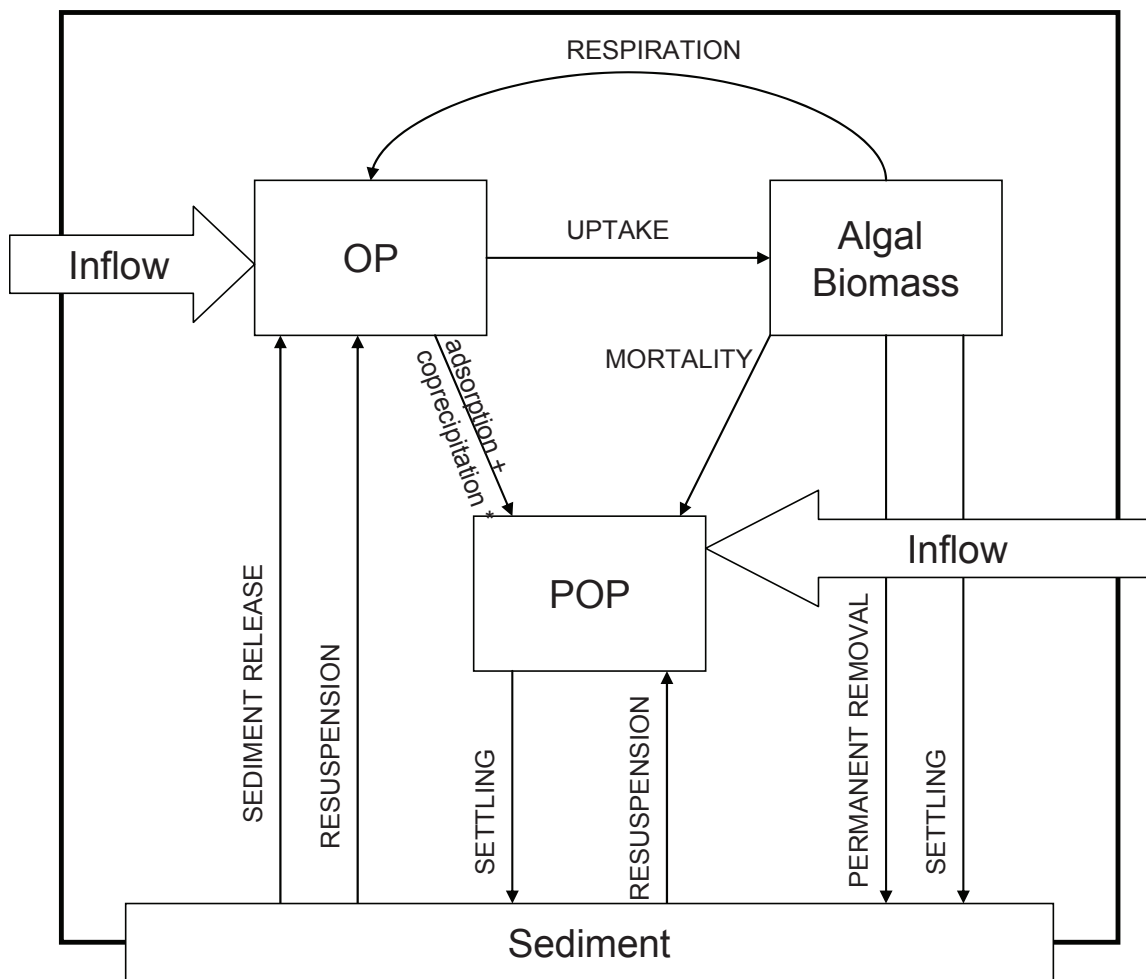 RESPIRATION
Inflow
OP
UPTAKE
Algal
Biomass
adsorption +
coprecipitation *
MORTALITY
POP
Inflow
SEDIMENT RELEASE
RESUSPENSION
SETTLING
RESUSPENSION
PERMANENT REMOVAL
SETTLING
Sediment